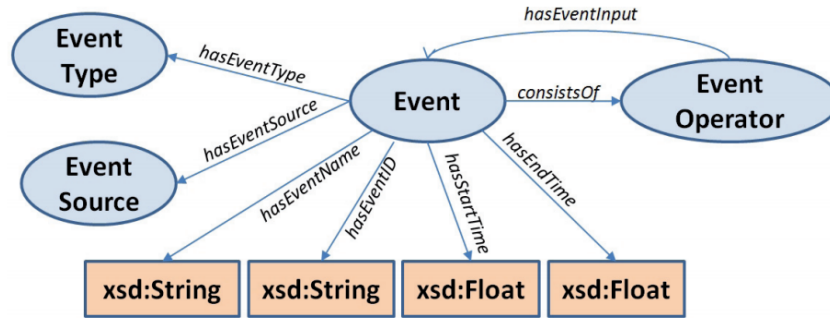 hasEventInput
Event
Type
hasEventType
Event
consistsOf
Event
Operator
hasEventSource
Event
Source
hasEventName
hasEventID
hasStartTime
hasEndTime
xsd:String
xsd:String
xsd:Float
xsd:Float